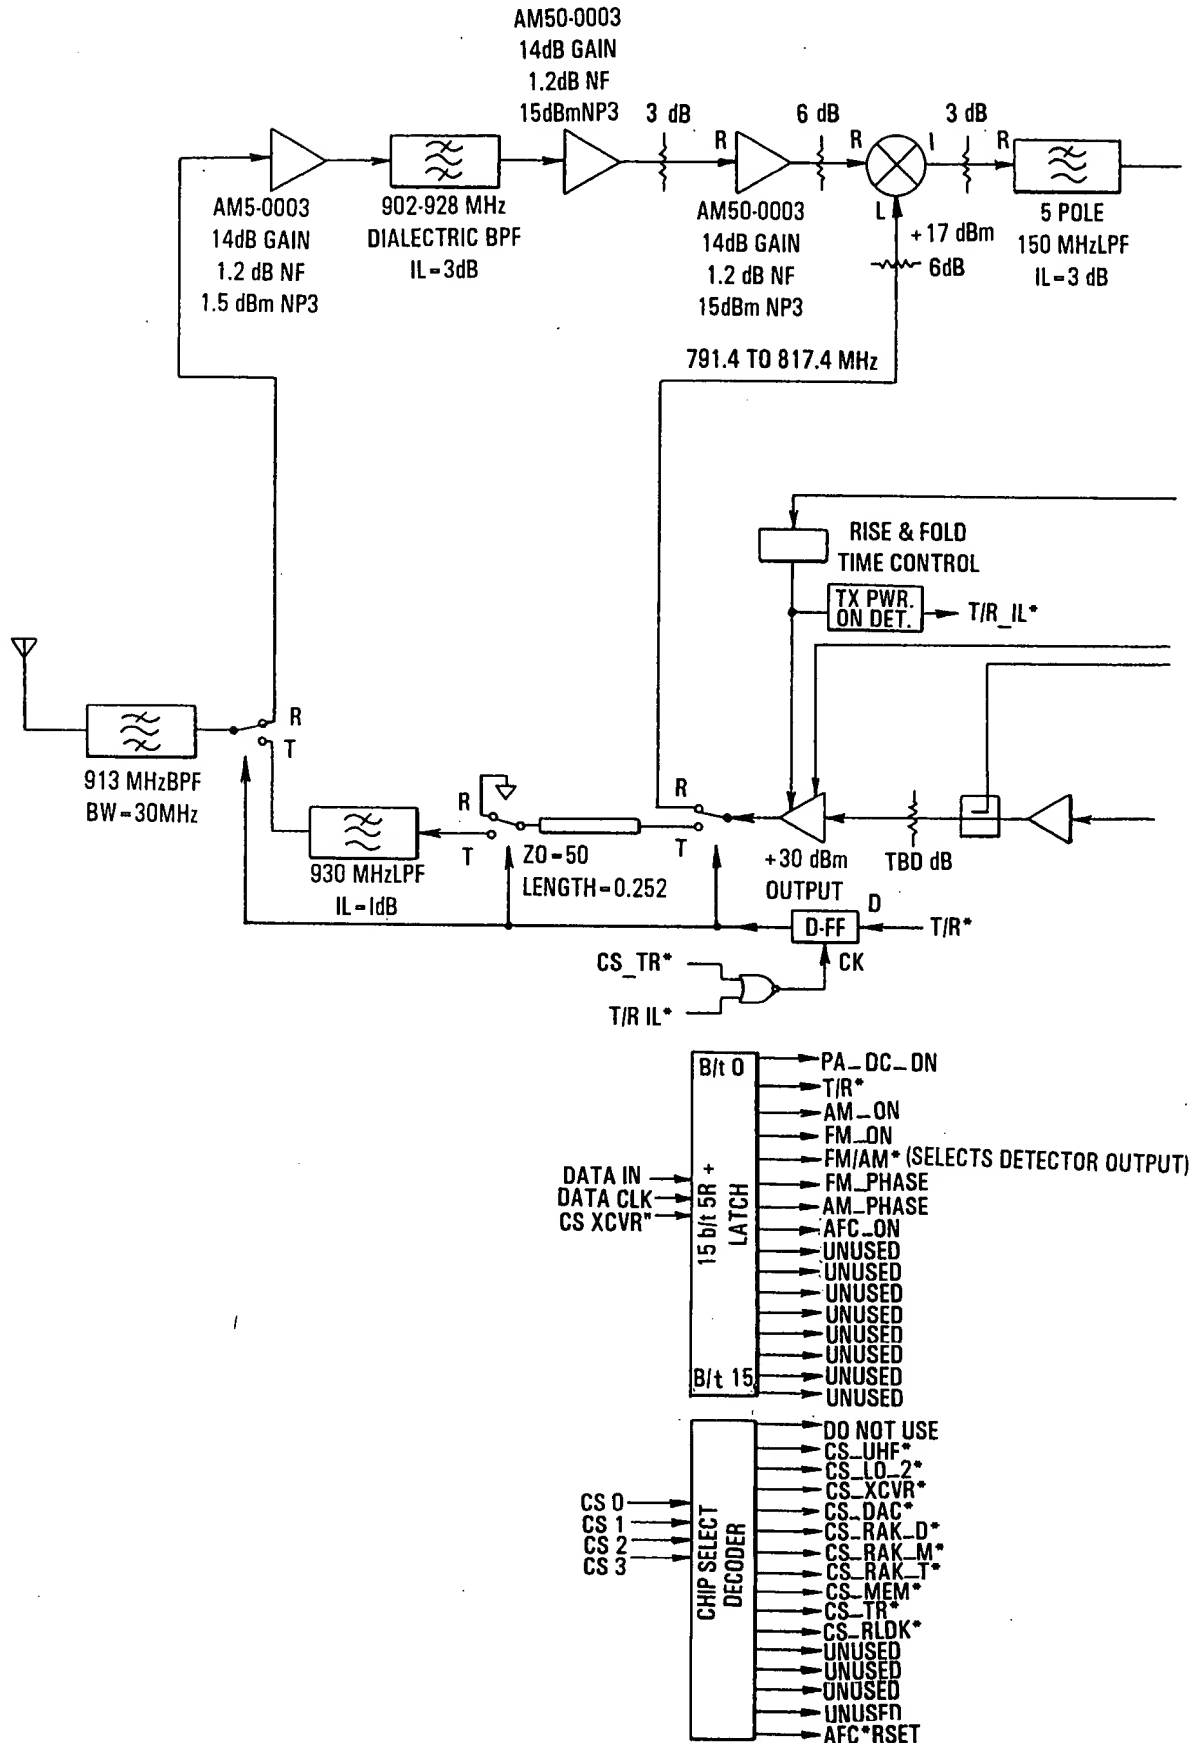 AM50-0003
14dB GAIN
1.2dB NF
15dBmNP3
3 dB
6 dB
3 dB
R
R
I
R
L
AM5-0003
14dB GAIN
1.2 dB NF
1.5 dBm NP3
902-928 MHz
DIALECTRIC BPF
IL-3dB
AM50-0003
14dB GAIN
1.2 dB NF
15dBm NP3
+17 dBm
6dB
5 POLE
150 MHzLPF
IL-3 dB
791.4 TO 817.4 MHz
RISE & FOLD
TIME CONTROL
TX PWR.
ON DET.
T/R_IL*
R
T
913 MHzBPF
BW-30MHz
930 MHzLPF
IL-IdB
R
T
ZO-50
LENGTH-0.252
R
T
+30 dBm
OUTPUT
TBD dB
D-FF
D
T/R*
CK
CS_TR*
T/R IL*
B/t 0
15 b/t 5R +
LATCH
B/t 15
DATA IN
DATA CLK
CS XCVR*
PA_DC_DN
T/R*
AM_ON
FM_ON
FM/AM* (SELECTS DETECTOR OUTPUT)
FM_PHASE
AM_PHASE
AFC_ON
UNUSED
UNUSED
UNUSED
UNUSED
UNUSED
UNUSED
UNUSED
UNUSED
CS 0
CS 1
CS 2
CS 3
CHIP SELECT
DECODER
DO NOT USE
CS_UHF*
CS_LO_2*
CS_XCVR*
CS_DAC*
CS_RAK_D*
CS_RAK_M*
CS_RAK_T*
CS_MEM*
CS_TR*
CS_RLDK*
UNUSED
UNUSED
UNUSED
UNUSED
AFC*RSET